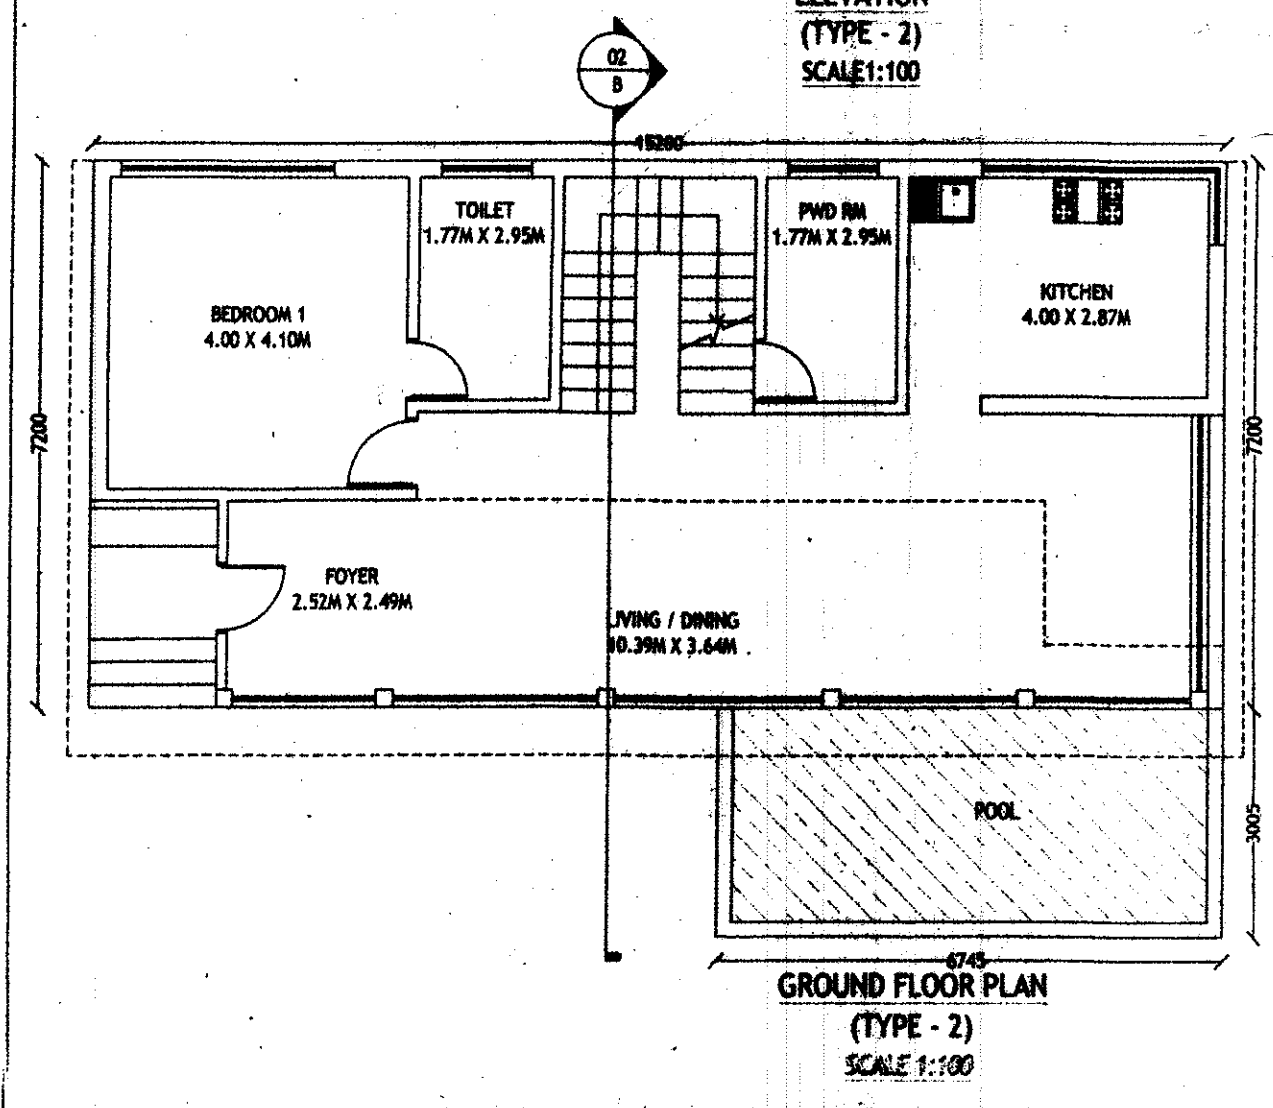 ELEVATION
(TYPE - 2)
SCALE1:100
02
B
15200
TOILET
1.77M X 2.95M
PWD RM
1.77M X 2.95M
BEDROOM 1
4.00 X 4.10M
KITCHEN
4.00 X 2.87M
7200
7200
FOYER
2.52M X 2.49M
LIVING / DINING
10.39M X 3.64M
POOL
3005
6745
GROUND FLOOR PLAN
(TYPE - 2)
SCALE 1:100